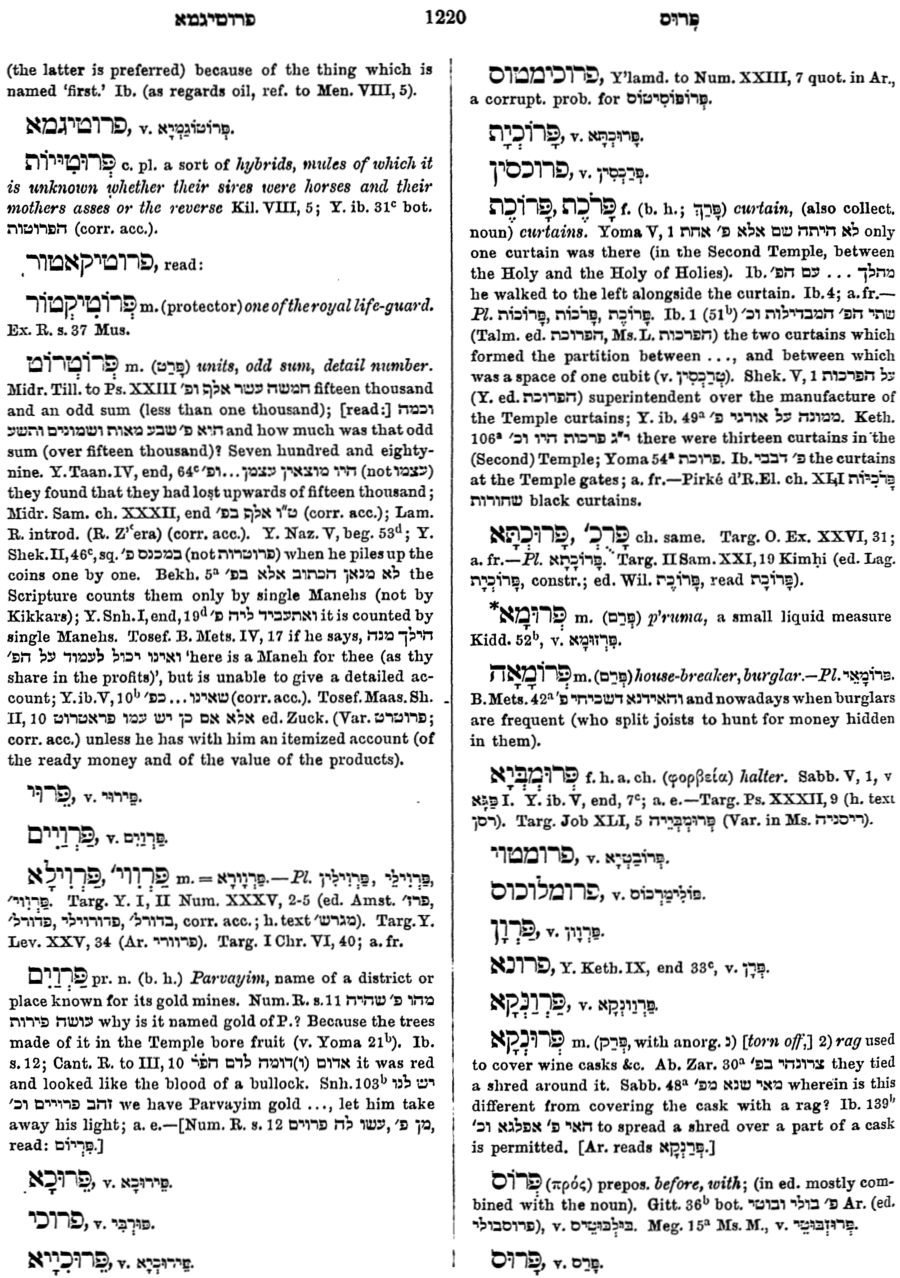 פרוטיגמא 1220 פָּרוּס
(the latter is preferred) because of the thing which is
named ‘first.’ Ib. (as regards oil, ref. to Men. VIII, 5).
פרוטיגמא, v. פְּרוֹטוֹגַמְיָא.
פְּרוּטִיּוֹת c. pl. a sort of hybrids, mules of which it
is unknown whether their sires were horses and their
mothers asses or the reverse Kil. VIII, 5; Y. ib. 31ᶜ bot.
הפרוטות (corr. acc.).
פרוטיקאטור, read:
פְּרוֹטִיקְטוֹר m. (protector) one of the royal life-guard.
Ex. R. s. 37 Mus.
פְּרוֹטְרוֹט m. (פָּרַט) units, odd sum, detail number.
Midr. Till. to Ps. XXIII חמשה עשר אלף ופ' fifteen thousand
and an odd sum (less than one thousand); [read:] וכמה
הוא פ' שבע מאות ושמונים ותשע and how much was that odd
sum (over fifteen thousand)? Seven hundred and eighty-
nine. Y. Taan. IV, end, 64ᶜ היו מוצאין עצמן...ופ' (not עצמו)
they found that they had lost upwards of fifteen thousand;
Midr. Sam. ch. XXXII, end ט"ו אלף בפ' (corr. acc.); Lam.
R. introd. (R. Z'ʿera) (corr. acc.). Y. Naz. V, beg. 53ᵈ; Y.
Shek. II, 46ᶜ, sq. במכנס פ' (not פרוטרות) when he piles up the
coins one by one. Bekh. 5ᵃ לא מנאן הכתוב אלא בפ' the
Scripture counts them only by single Manehs (not by
Kikkars); Y. Snh. I, end, 19ᵈ ואתעביד ליה פ' it is counted by
single Manehs. Tosef. B. Mets. IV, 17 if he says, הילך מנה
ואינו יכול לעמוד על הפ' ‘here is a Maneh for thee (as thy
share in the profits)’, but is unable to give a detailed ac-
count; Y. ib. V, 10ᵇ שאינו...כפ' (corr. acc.). Tosef. Maas. Sh.
II, 10 אלא אם כן יש עמו פראטרוט ed. Zuck. (Var. פרוטרט;
corr. acc.) unless he has with him an itemized account (of
the ready money and of the value of the products).
פֵּרוּי, v. פֵּירוּי.
פַּרְוַיִּים, v. פַּרְוַיִם.
פַּרְוִוי', פַּרְוִילָא m. = פַּרְוָורָא.—Pl. פַּרְוִילֵי, פַּרְוִילִין,
פַּרְוִוי'. Targ. Y. I, II Num. XXXV, 2-5 (ed. Amst. פרו',
בדורל', פדורוילי, פדורל', corr. acc.; h. text מגרש'). Targ. Y.
Lev. XXV, 34 (Ar. פרוורי). Targ. I Chr. VI, 40; a. fr.
פַּרְוַיִם pr. n. (b. h.) Parvayim, name of a district or
place known for its gold mines. Num. R. s. 11 מהו פ' שהיה
עושה פירות why is it named gold of P.? Because the trees
made of it in the Temple bore fruit (v. Yoma 21ᵇ). Ib.
s. 12; Cant. R. to III, 10 אדום (ו)דומה לדם הפר it was red
and looked like the blood of a bullock. Snh. 103ᵇ יש לנו
זהב פרויים וכ' we have Parvayim gold ..., let him take
away his light; a. e.—[Num. R. s. 12 מן פ', עשו לה פרוים,
read: פִּרְיוֹם.]
פֵּרוּכָא, v. פֵּירוּכָא.
פרוכי, v. פּוּרְכִּי.
פֵּרוּכִיָּיא, v. פֵּירוּכְיָא.
פרוכימטוס, Y'lamd. to Num. XXIII, 7 quot. in Ar.,
a corrupt. prob. for פְּרוֹפּוֹסִיטוֹס.
פָּרוֹכְיָת, v. פָּרוּכְתָּא.
פרוכסין, v. פַּרַכְסִין.
פָּרֹכֶת, פָּרוֹכֶת f. (b. h.; פָּרַךְ) curtain, (also collect.
noun) curtains. Yoma V, 1 לא היתה שם אלא פ' אחת only
one curtain was there (in the Second Temple, between
the Holy and the Holy of Holies). Ib. מהלך ... עם הפ'
he walked to the left alongside the curtain. Ib. 4; a. fr.—
Pl. פָּרוֹכֶת, פָּרֹכוֹת, פָּרוֹכוֹת. Ib. 1 (51ᵇ) שתי הפ' המבדילות וכ'
(Talm. ed. הפרוכת, Ms. L. הפרכות) the two curtains which
formed the partition between ..., and between which
was a space of one cubit (v. טְרַכְסִין). Shek. V, 1 על הפרכות
(Y. ed. הפרוכת) superintendent over the manufacture of
the Temple curtains; Y. ib. 49ᵃ ממונה על אורגי פ'. Keth.
106ᵃ י"ג פרכות היו וכ' there were thirteen curtains in the
(Second) Temple; Yoma 54ᵃ פרוכת. Ib. פ' דבבי the curtains
at the Temple gates; a. fr.—Pirké d'R. El. ch. XLI פָּרֹכִיּוֹת
שחורות black curtains.
פָּרֻכ', פָּרוּכְתָּא ch. same. Targ. O. Ex. XXVI, 31;
a. fr.—Pl. פָּרוּכָתָא. Targ. II Sam. XXI, 19 Kimḥi (ed. Lag.
פָּרוֹכְיָת, constr.; ed. Wil. פָּרוֹכֶת, read פָּרוֹכַת).
פְּרוּמָא* m. (פָּרַם) p'ruma, a small liquid measure
Kidd. 52ᵇ, v. פִּרְזוּמָא.
פְּרוֹמָאָה m. (פָּרַם) house-breaker, burglar.—Pl. פְּרוֹמָאֵי.
B. Mets. 42ᵃ והאידנא דשכיחי פ' and nowadays when burglars
are frequent (who split joists to hunt for money hidden
in them).
פְּרוּמְבְּיָא f. h. a. ch. (φορβεία) halter. Sabb. V, 1, v
פַּגָּא I. Y. ib. V, end, 7ᶜ; a. e.—Targ. Ps. XXXII, 9 (h. text
רסן). Targ. Job XLI, 5 פְּרוּמְבְּיֵיה (Var. in Ms. ריסניה).
פרומטוי, v. פְּרוֹבַטְיָא.
פרומלוכוס, v. פּוֹלֵימַרְכוֹס.
פַּרְוָן, v. פַּרְוָון.
פרונא, Y. Keth. IX, end 33ᶜ, v. פֶּרֶן.
פַּרְוַנְקָא, v. פַּרְוַונְקָא.
פְּרוּנְקָא m. (פָּרַק, with anorg. נ) [torn off,] 2) rag used
to cover wine casks &c. Ab. Zar. 30ᵃ צרונהי בפ' they tied
a shred around it. Sabb. 48ᵃ מאי שנא מפ' wherein is this
different from covering the cask with a rag? Ib. 139ᵇ
האי פ' אפלגא וכ' to spread a shred over a part of a cask
is permitted. [Ar. reads פְּרַנְקָא.]
פְּרוֹס (πρός) prepos. before, with; (in ed. mostly com-
bined with the noun). Gitt. 36ᵇ bot. פ' בולי ובוטי Ar. (ed.
פרוסבולי), v. בּוּלְבּוּטִיס. Meg. 15ᵃ Ms. M., v. פְּרוּזְבּוּטֵי.
פָּרוּס, v. פָּרַס.